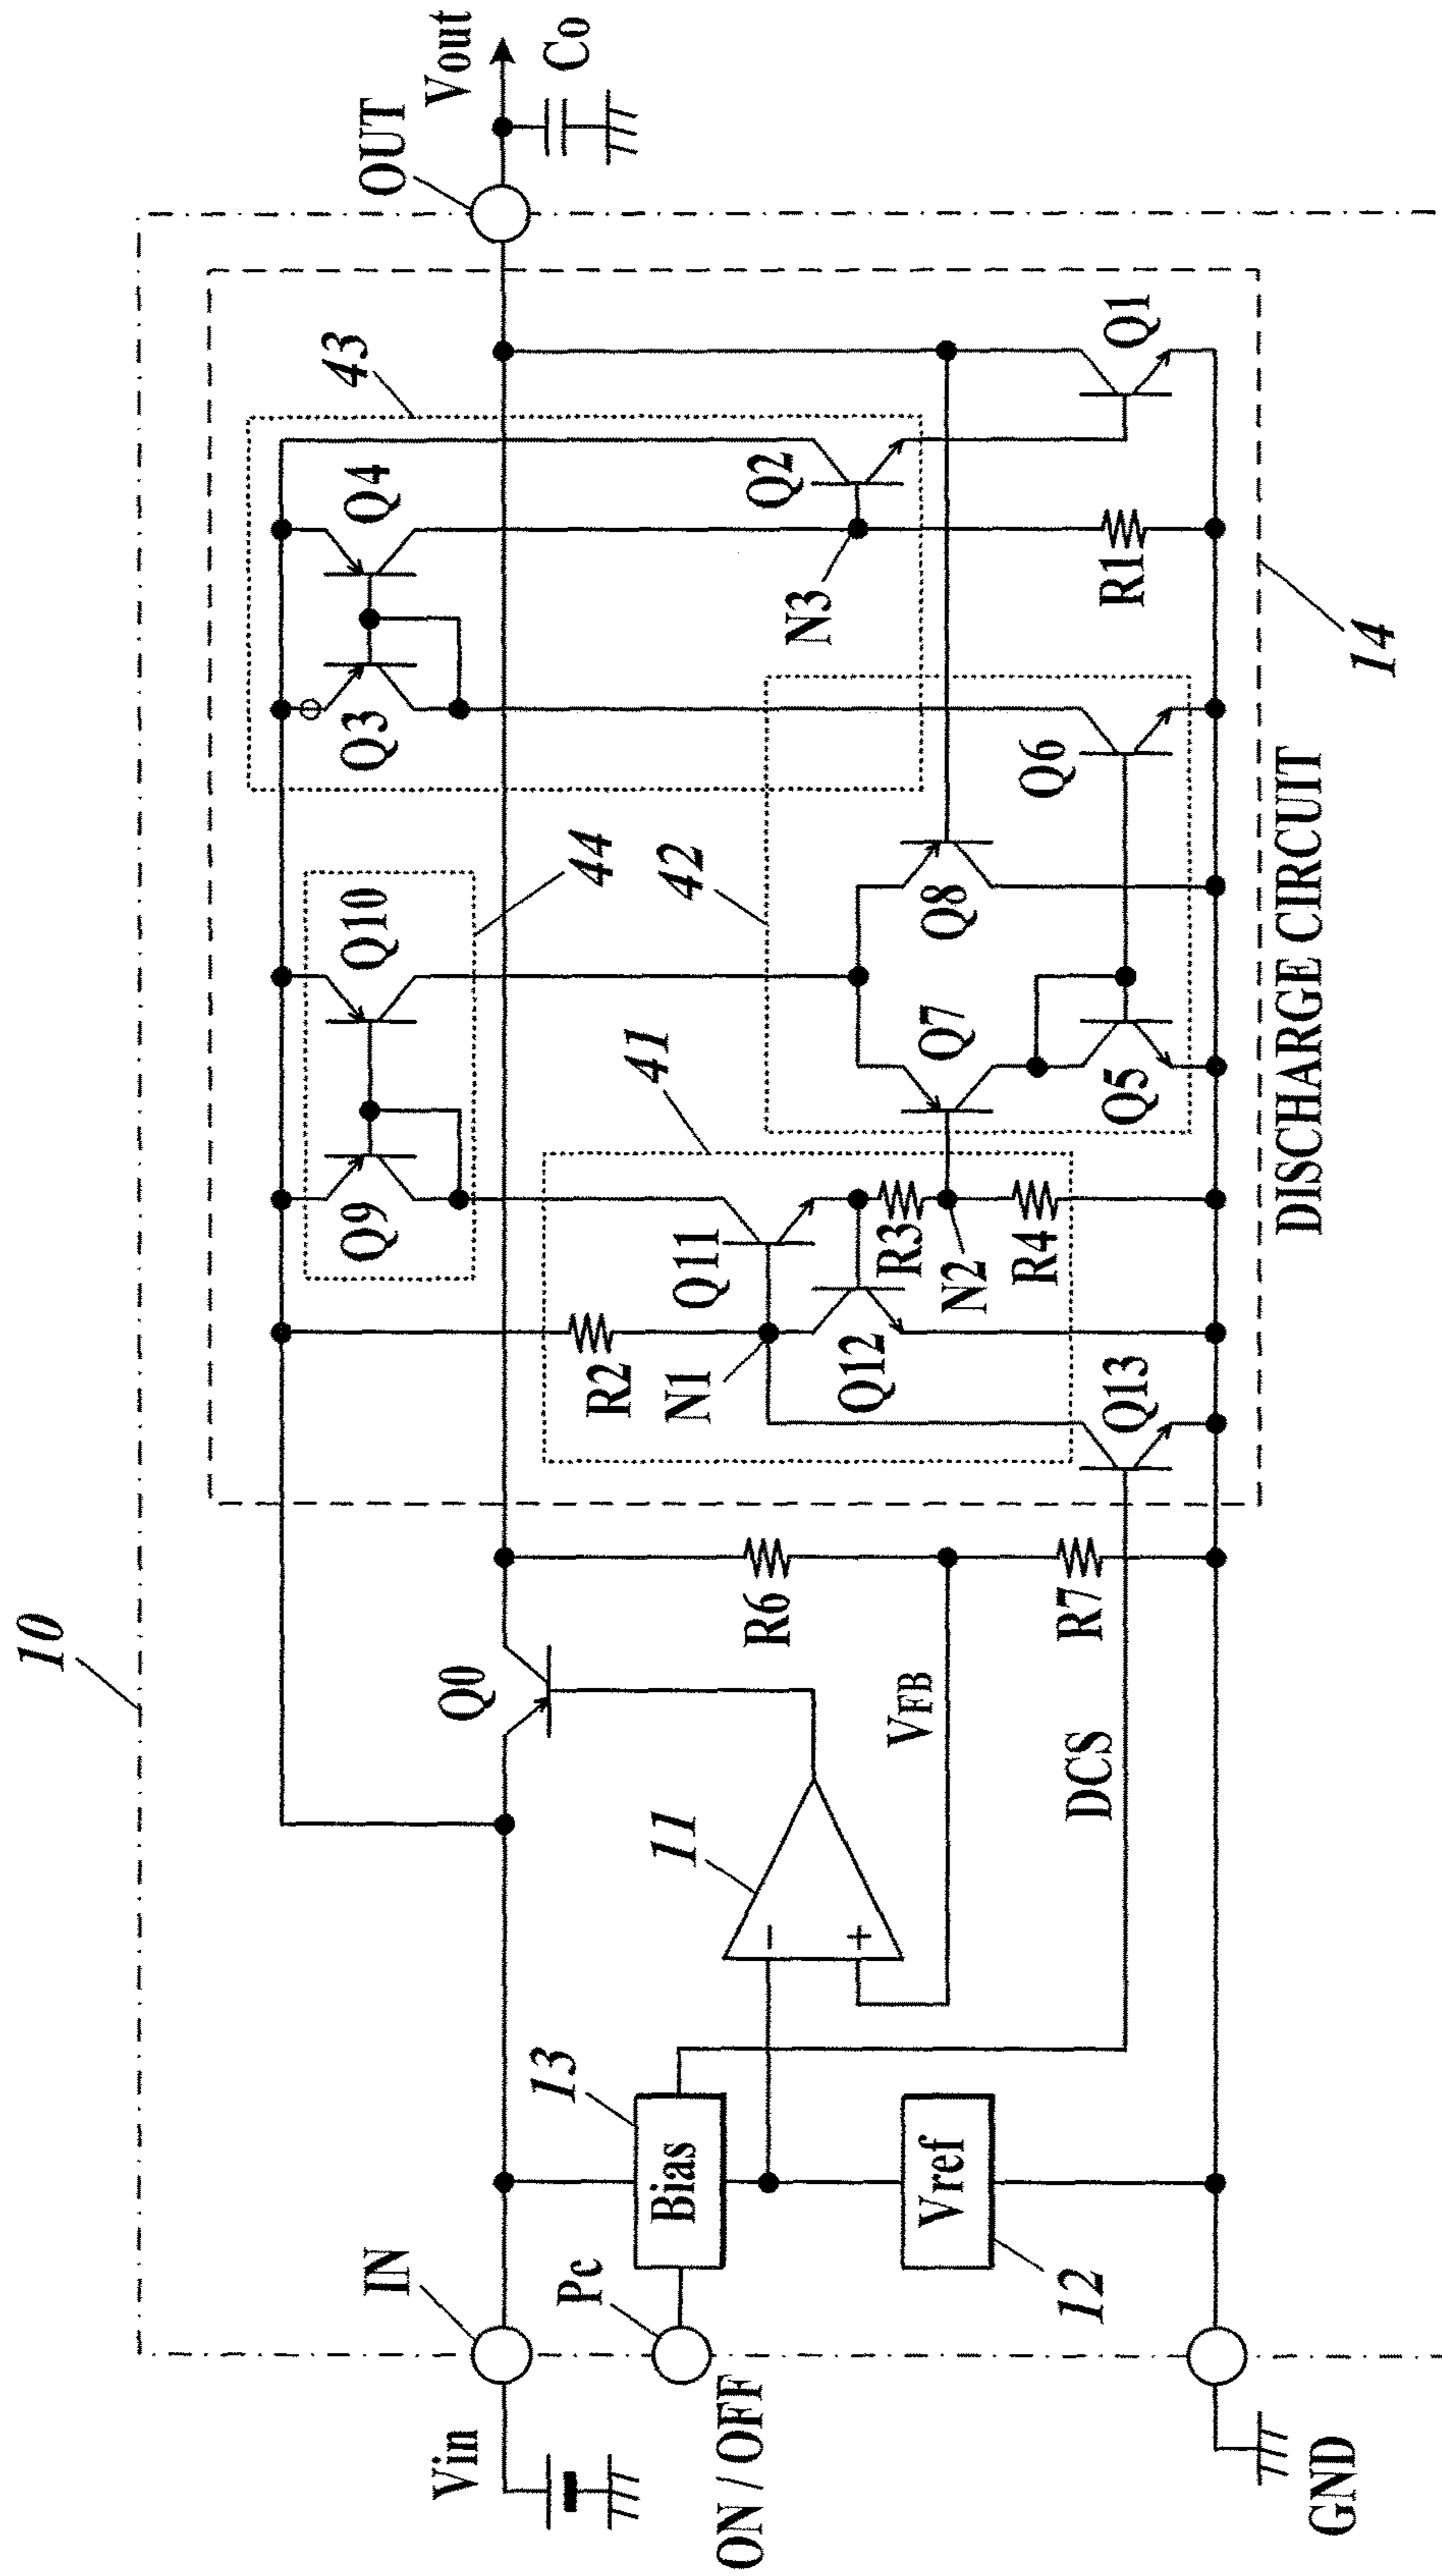 10
Vin
IN
Pc
ON / OFF
GND
13
Bias
Vref
12
11
−
+
Q0
VFB
DCS
R6
R7
Q9
Q10
44
41
R2
N1
Q11
Q12
R3
N2
R4
Q13
42
Q7
Q8
Q5
Q6
43
Q3
Q4
Q2
N3
R1
Q1
14
DISCHARGE CIRCUIT
OUT
Vout
Co